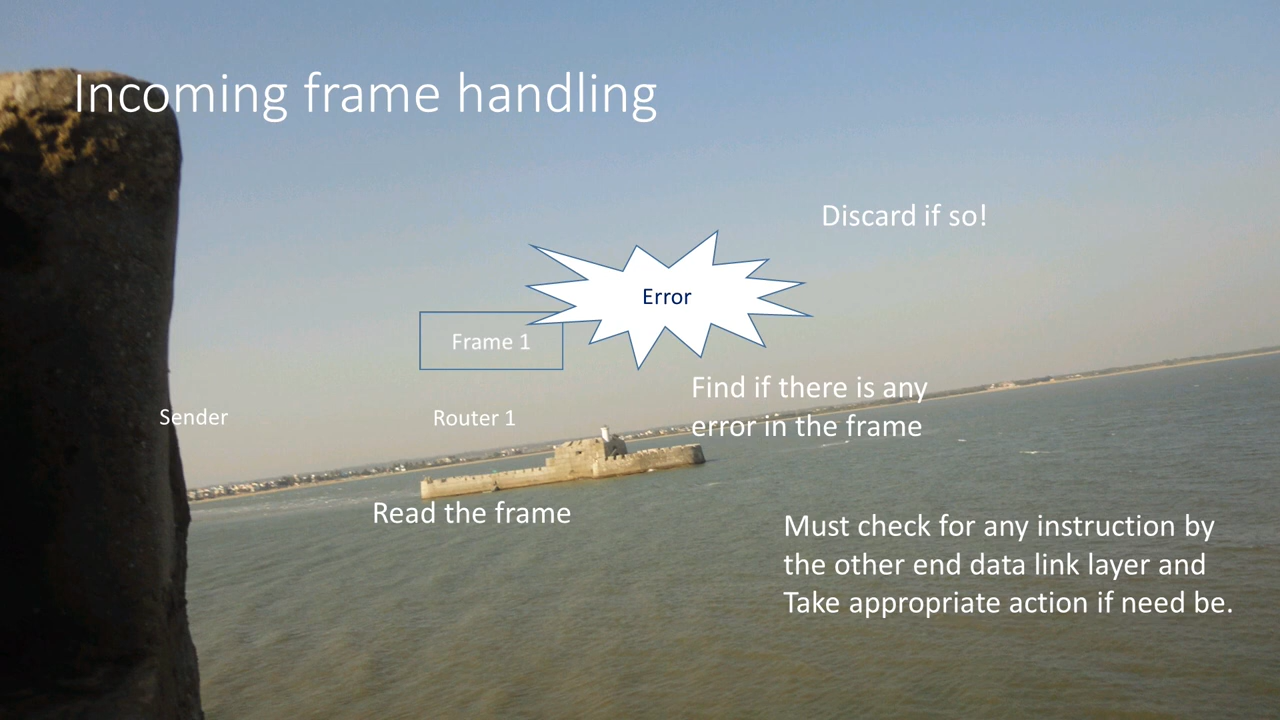 Incoming frame handling
Discard if so!
Error
Frame 1
Find if there is any
error in the frame
Sender
Router 1
Read the frame
Must check for any instruction by
the other end data link layer and
Take appropriate action if need be.